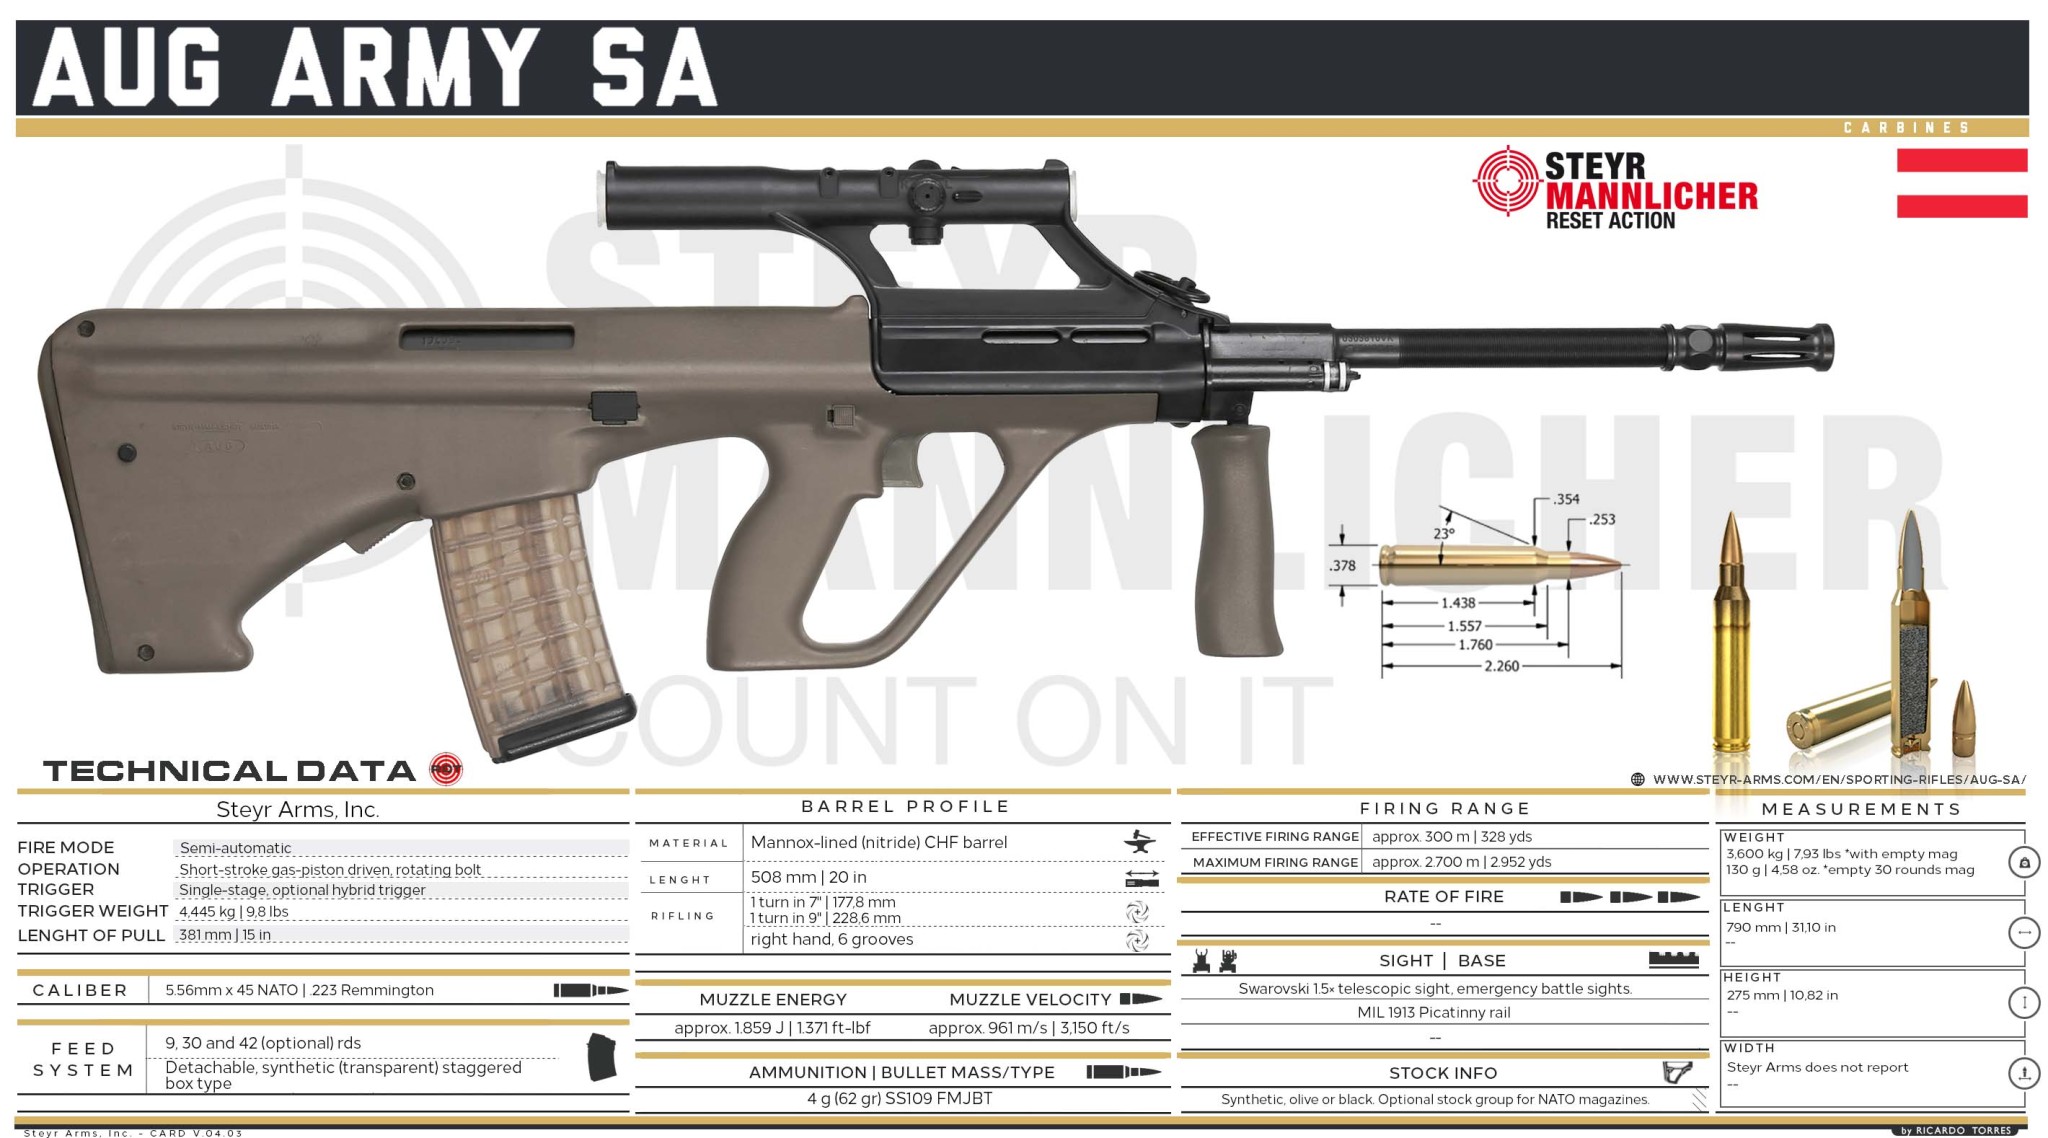 AUG ARMY SA
CARBINES
STEYR
MANNLICHER
RESET ACTION
STEYR
MANNLICHER
COUNT ON IT
.354
.253
23°
.378
1.438
1.557
1.760
2.260
TECHNICAL DATA
WWW.STEYR-ARMS.COM/EN/SPORTING-RIFLES/AUG-SA/
Steyr Arms, Inc.
FIRE MODE Semi-automatic
OPERATION Short-stroke gas-piston driven, rotating bolt
TRIGGER Single-stage, optional hybrid trigger
TRIGGER WEIGHT 4,445 kg | 9,8 lbs
LENGHT OF PULL 381 mm | 15 in
CALIBER 5.56mm x 45 NATO | .223 Remmington
FEED SYSTEM
9, 30 and 42 (optional) rds
Detachable, synthetic (transparent) staggered
box type
BARREL PROFILE
MATERIAL Mannox-lined (nitride) CHF barrel
LENGHT 508 mm | 20 in
RIFLING
1 turn in 7" | 177,8 mm
1 turn in 9" | 228,6 mm
right hand, 6 grooves
MUZZLE ENERGY MUZZLE VELOCITY
approx. 1.859 J | 1.371 ft-lbf approx. 961 m/s | 3,150 ft/s
AMMUNITION | BULLET MASS/TYPE
4 g (62 gr) SS109 FMJBT
FIRING RANGE
EFFECTIVE FIRING RANGE approx. 300 m | 328 yds
MAXIMUM FIRING RANGE approx. 2.700 m | 2.952 yds
RATE OF FIRE
--
SIGHT | BASE
Swarovski 1.5x telescopic sight, emergency battle sights.
MIL 1913 Picatinny rail
--
STOCK INFO
Synthetic, olive or black. Optional stock group for NATO magazines.
MEASUREMENTS
WEIGHT
3,600 kg | 7,93 lbs *with empty mag
130 g | 4,58 oz. *empty 30 rounds mag
LENGHT
790 mm | 31,10 in
--
HEIGHT
275 mm | 10,82 in
--
WIDTH
Steyr Arms does not report
--
Steyr Arms, Inc. - CARD V.04.03
by RICARDO TORRES